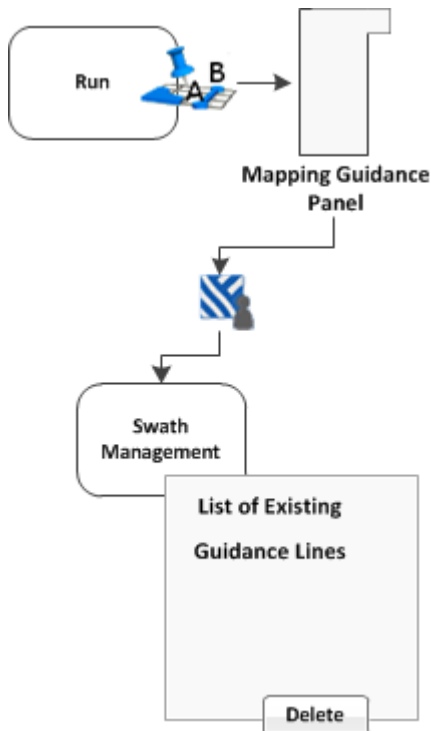 Run
A
B
Mapping Guidance
Panel
Swath
Management
List of Existing
Guidance Lines
Delete